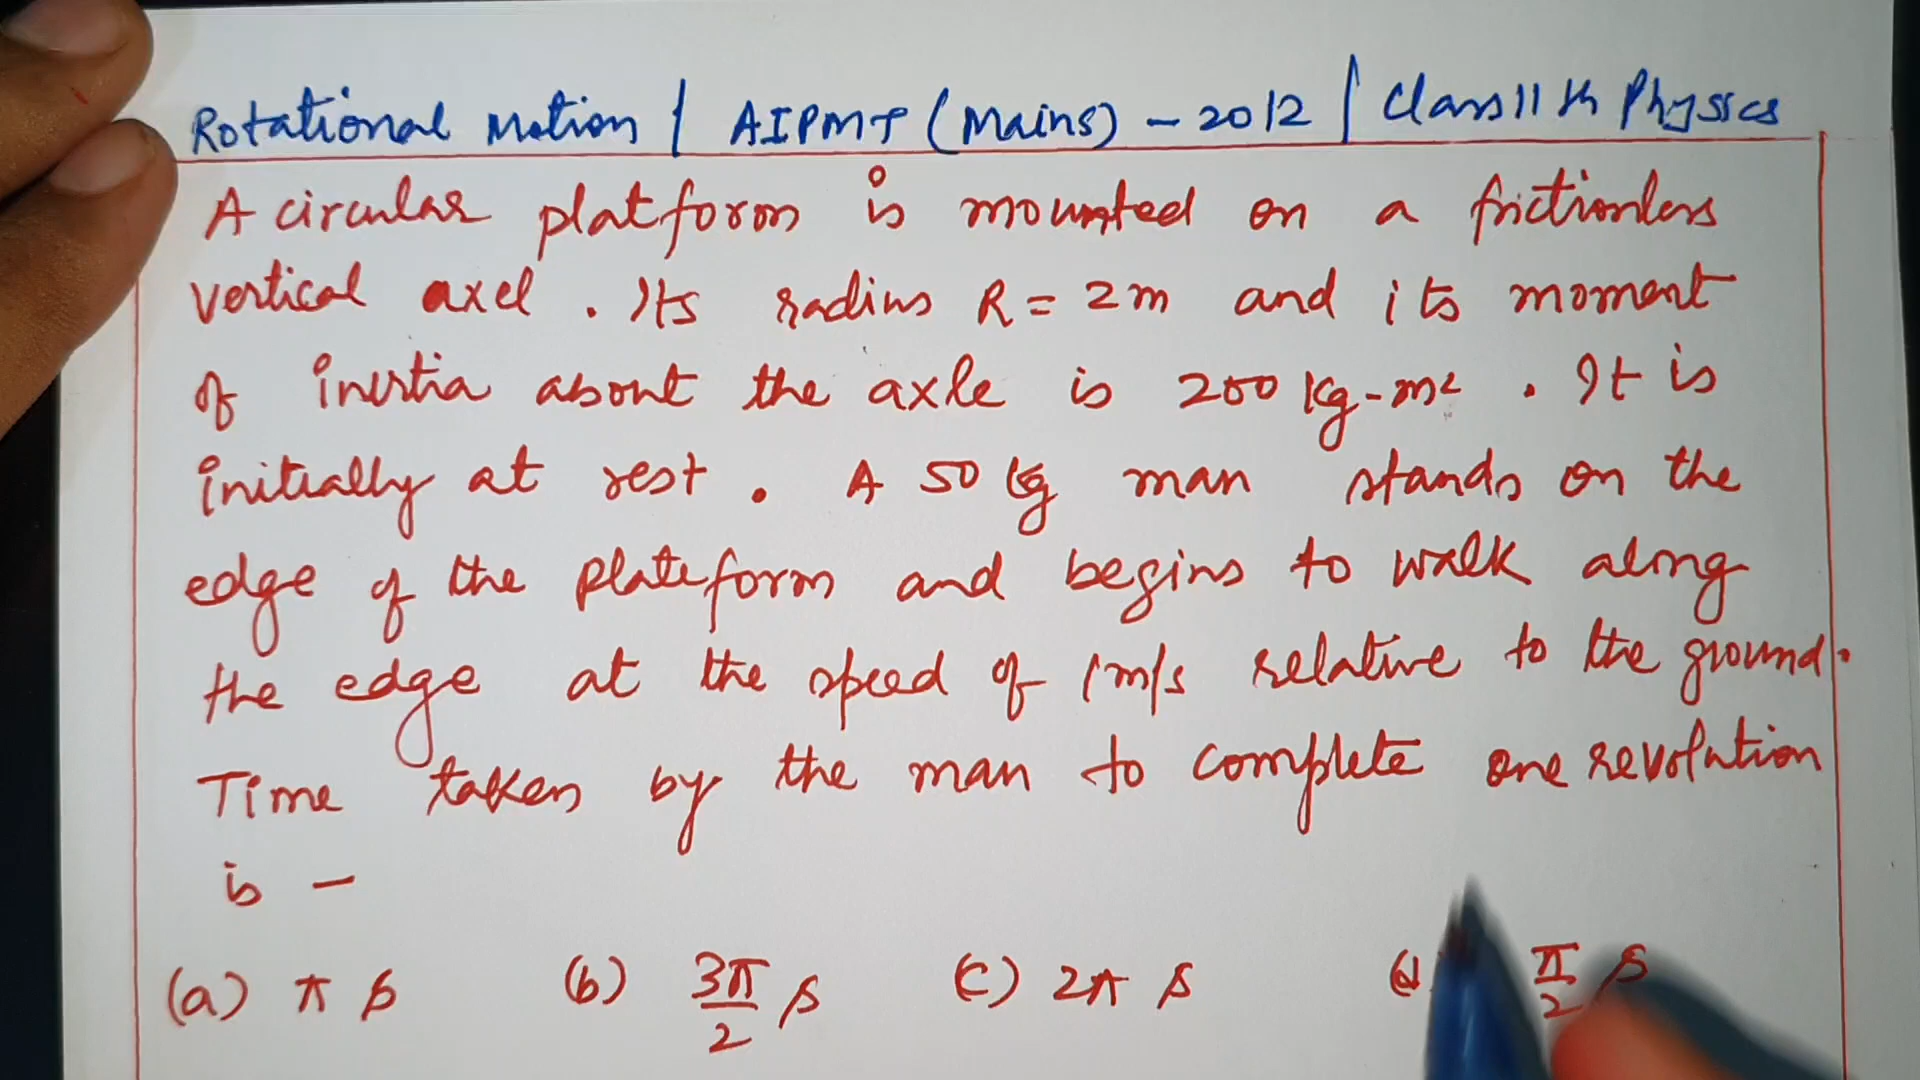 Rotational Motion | AIPMT (Mains) - 2012 | Class 11th Physics
A circular platform is mounted on a frictionless
vertical axel . Its radius R = 2m and its moment
of inertia about the axle is 200 kg-m² . It is
initially at rest . A 50 kg man stands on the
edge of the plateform and begins to walk along
the edge at the speed of 1m/s relative to the ground.
Time taken by the man to complete one revolution
is -
(a) π s (b) 3π/2 s (c) 2π s (d) π/2 s